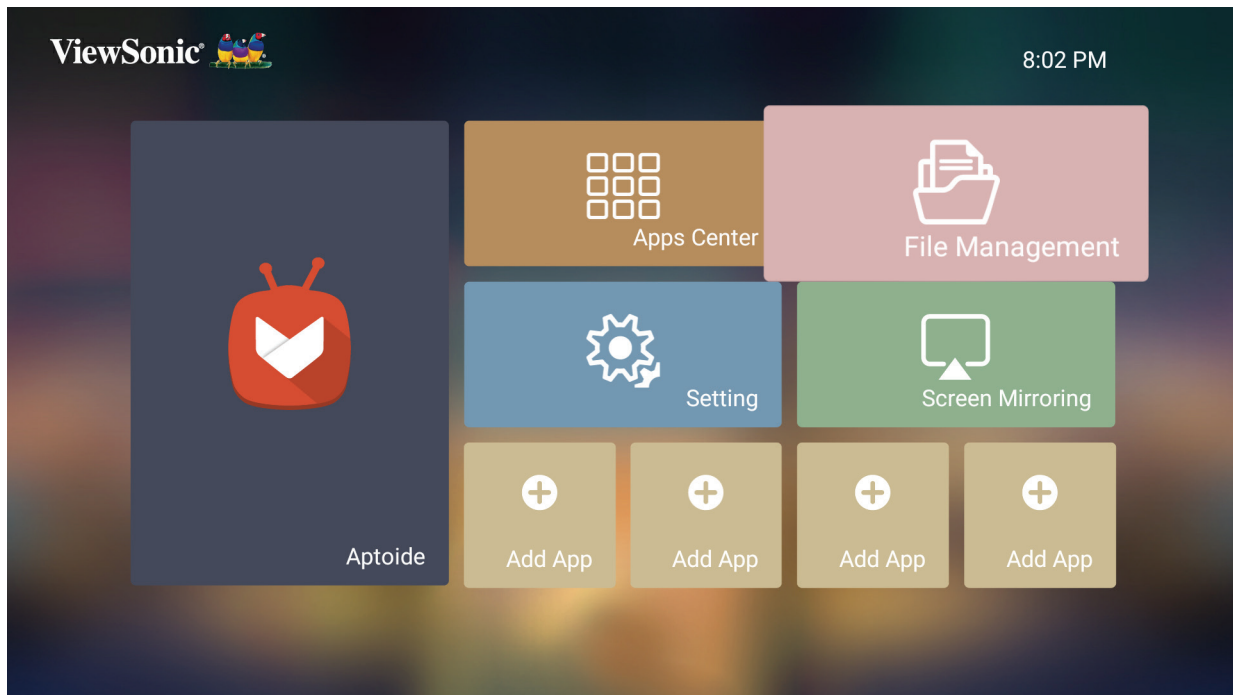 ViewSonic®
8:02 PM
Apps Center
File Management
Setting
Screen Mirroring
Aptoide
Add App
Add App
Add App
Add App